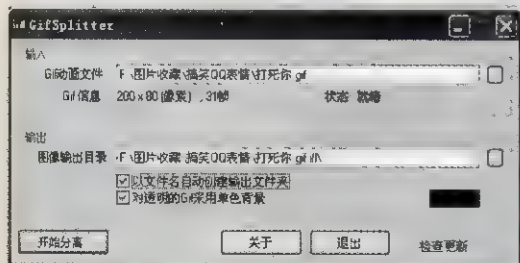 GifSplitter
输入
Gif动画文件 F:\图片收藏\搞笑QQ表情\打死你.gif
Gif信息 200 x 80 (像素) , 31帧 状态 就绪
输出
图像输出目录 F:\图片收藏\搞笑QQ表情\打死你.gif.fl\
以文件名自动创建输出文件夹
对透明的Gif采用单色背景
开始分离 关于 退出 检查更新